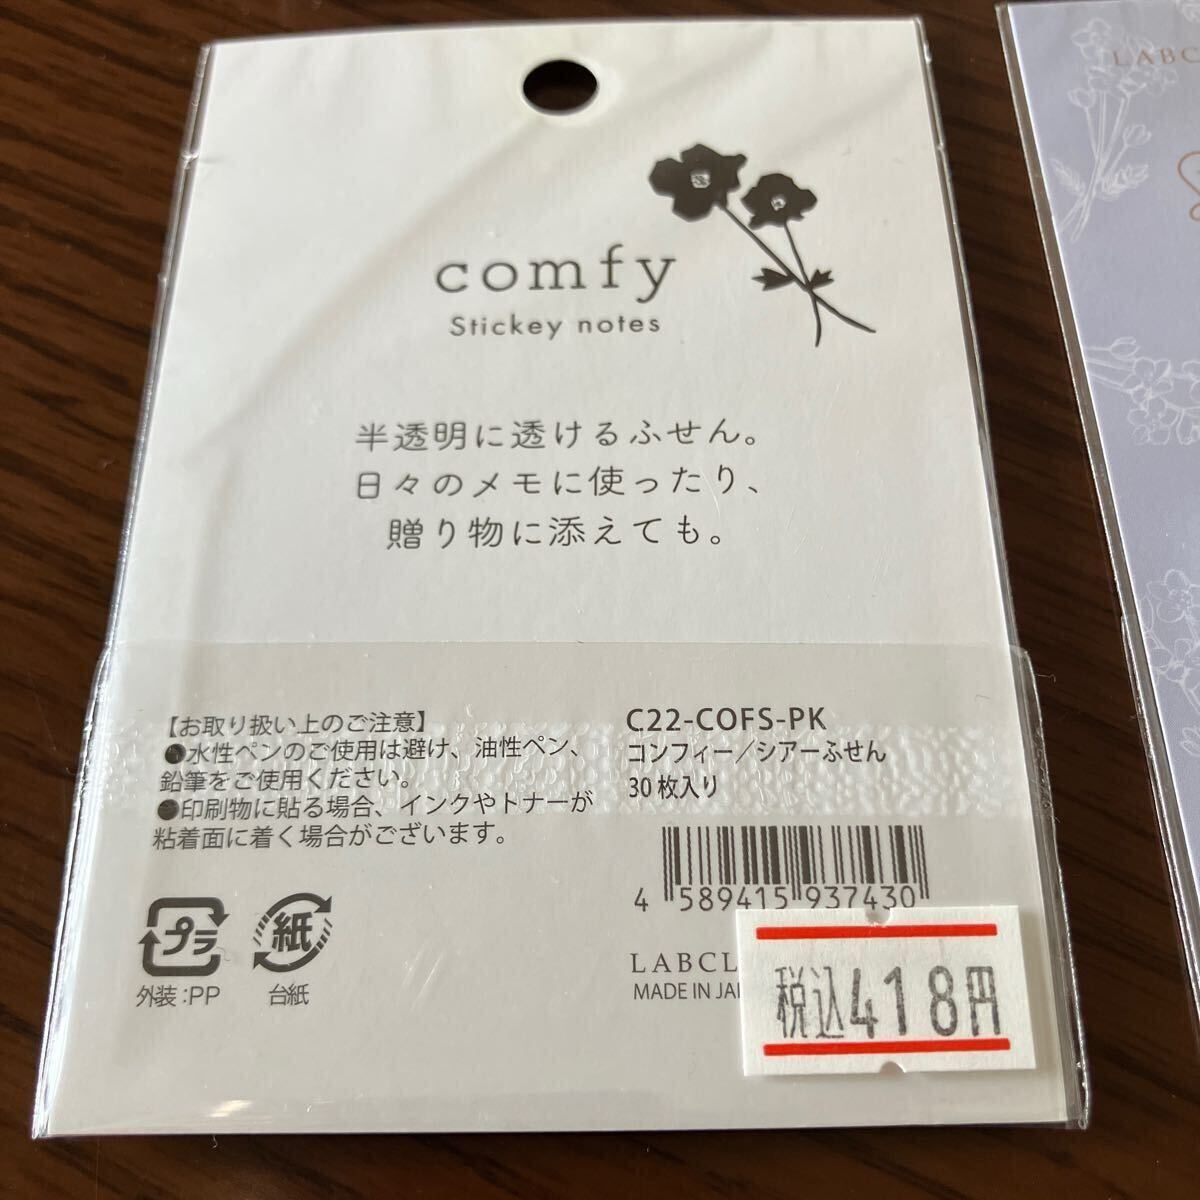 comfy
Stickey notes
半透明に透けるふせん。
日々のメモに使ったり、
贈り物に添えても。
【お取り扱い上のご注意】
●水性ペンのご使用は避け、油性ペン、
鉛筆をご使用ください。
●印刷物に貼る場合、インクやトナーが
粘着面に着く場合がございます。
プラ
外装:PP
紙
台紙
C22-COFS-PK
コンフィー／シアーふせん
30枚入り
4 589415 937430
LABCL
MADE IN JA
税込418円
LABC